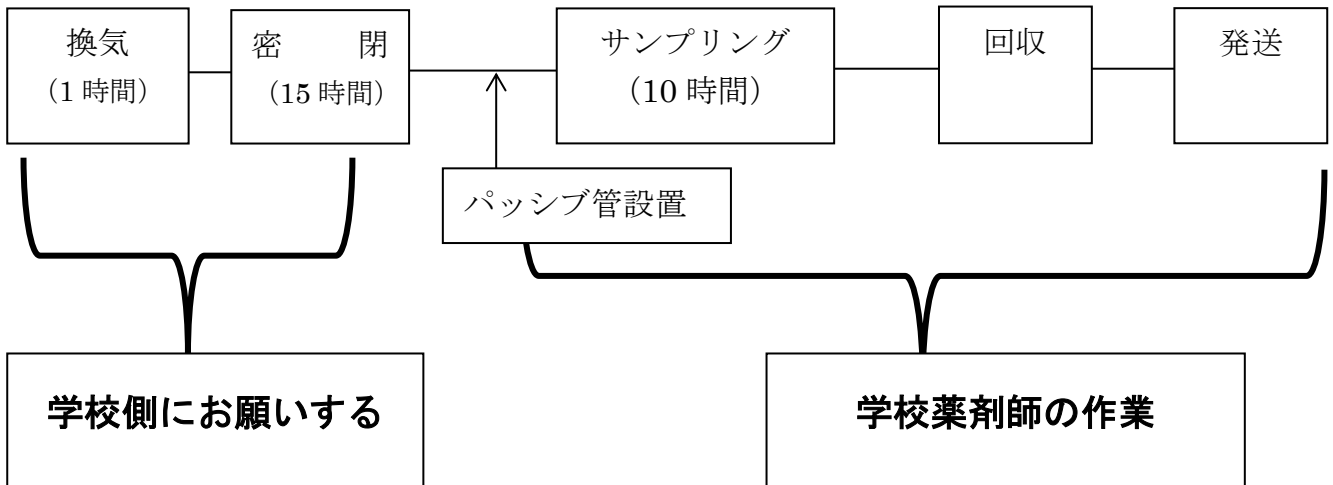 換気
（1 時間）
密　　閉
（15 時間）
サンプリング
（10 時間）
回収
発送
パッシブ管設置
学校側にお願いする
学校薬剤師の作業